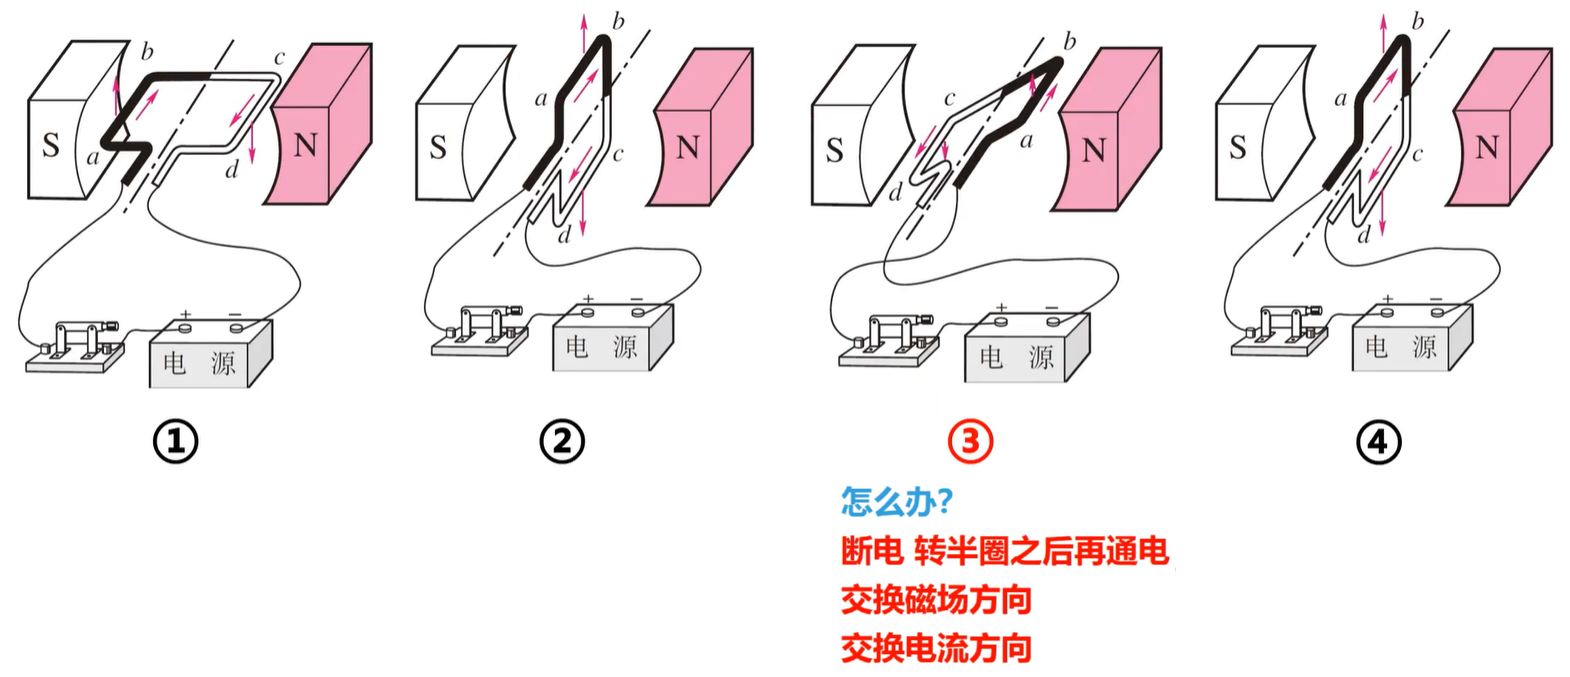 b
c
S
N
a
d
+ −
电 源
①
b
a
S
N
c
d
+ −
电 源
②
b
c
S
N
a
d
+ −
电 源
③
b
a
S
N
c
d
+ −
电 源
④
怎么办？
断电 转半圈之后再通电
交换磁场方向
交换电流方向